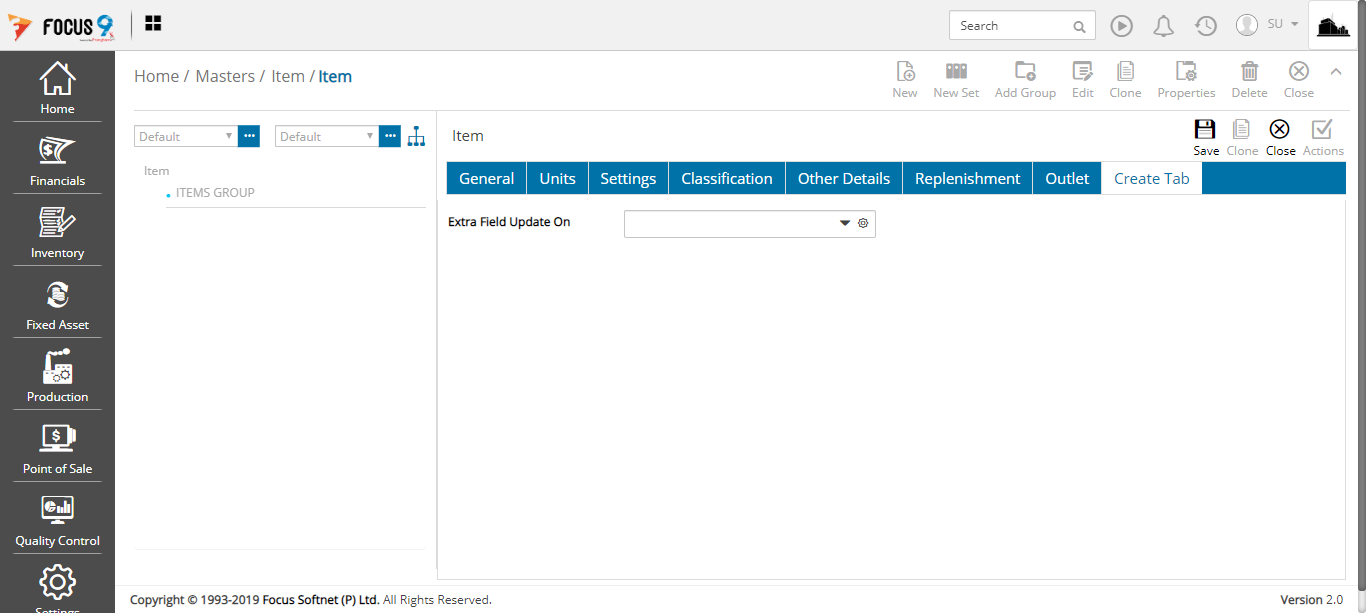 FOCUS 9
Search
SU
Home
Financials
Inventory
Fixed Asset
Production
Point of Sale
Quality Control
Settings
Home / Masters / Item / Item
New
New Set
Add Group
Edit
Clone
Properties
Delete
Close
Default
Default
Item
ITEMS GROUP
Item
Save
Clone
Close
Actions
General
Units
Settings
Classification
Other Details
Replenishment
Outlet
Create Tab
Extra Field Update On
Copyright © 1993-2019 Focus Softnet (P) Ltd. All Rights Reserved.
Version 2.0